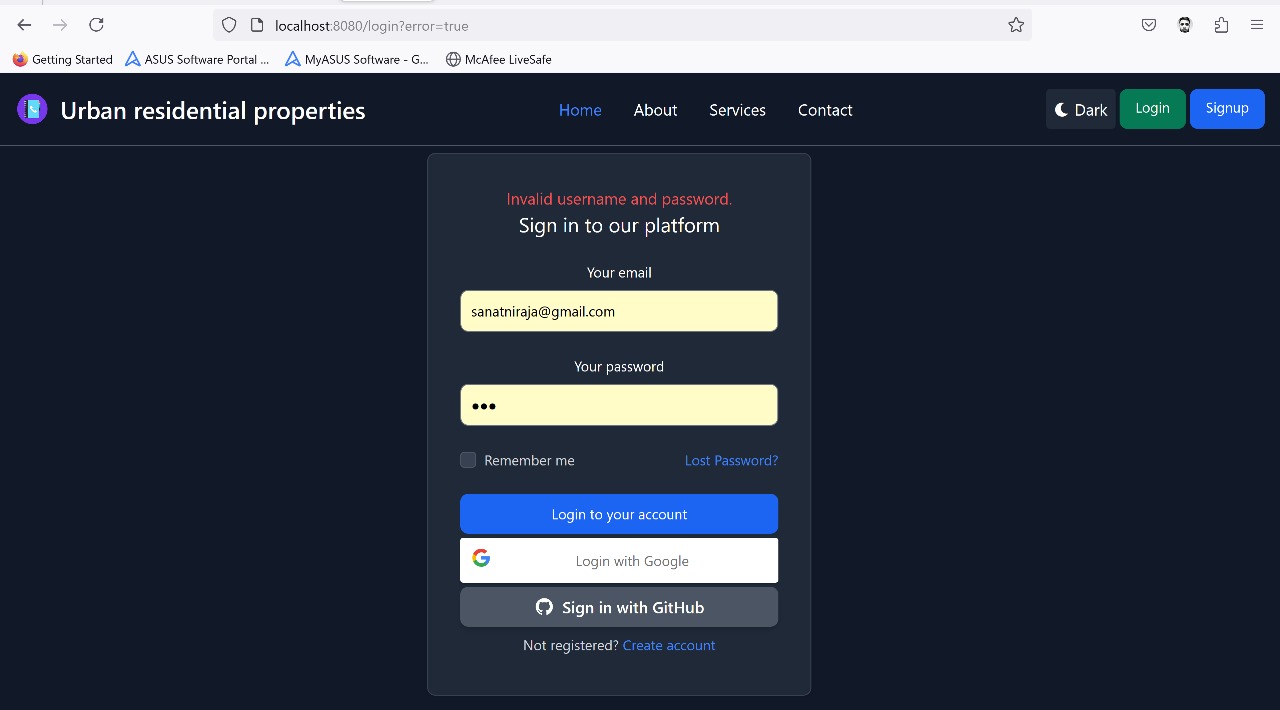 localhost:8080/login?error=true
Getting Started ASUS Software Portal ... MyASUS Software - G... McAfee LiveSafe
Urban residential properties Home About Services Contact Dark Login Signup
Invalid username and password.
Sign in to our platform
Your email
sanatniraja@gmail.com
Your password
•••
Remember me Lost Password?
Login to your account
Login with Google
Sign in with GitHub
Not registered? Create account